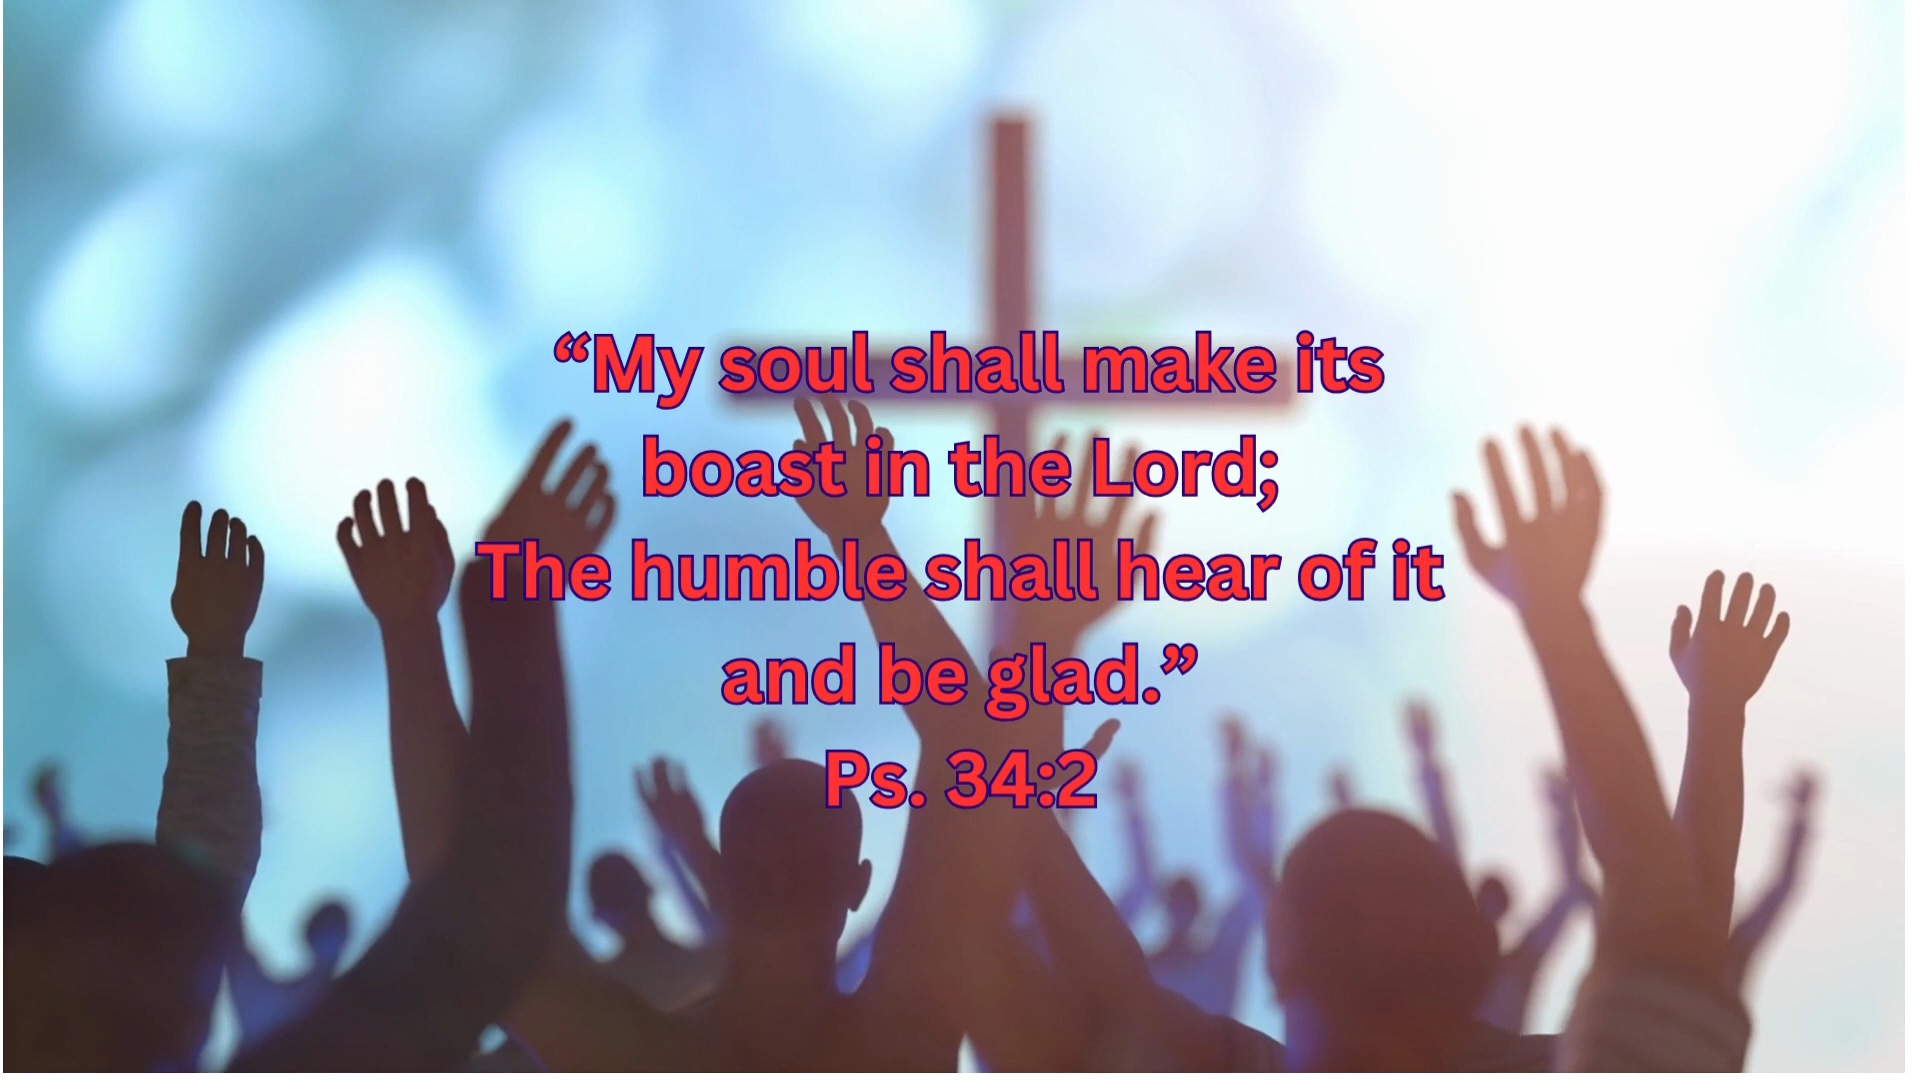 “My soul shall make its
boast in the Lord;
The humble shall hear of it
and be glad.”
Ps. 34:2